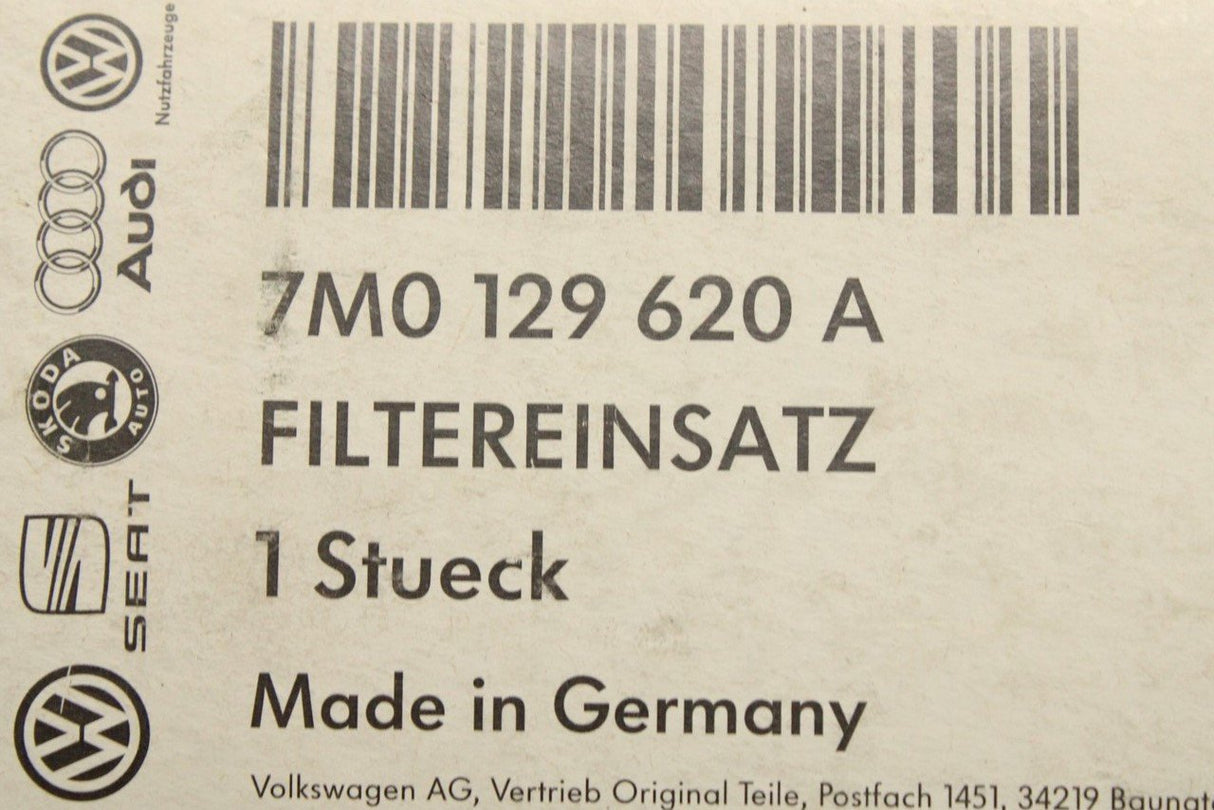 Nutzfahrzeuge
Audi
SKODA
AUTO
SEAT
7M0 129 620 A
FILTEREINSATZ
1 Stueck
Made in Germany
Volkswagen AG, Vertrieb Original Teile, Postfach 1451, 34219 Baunat